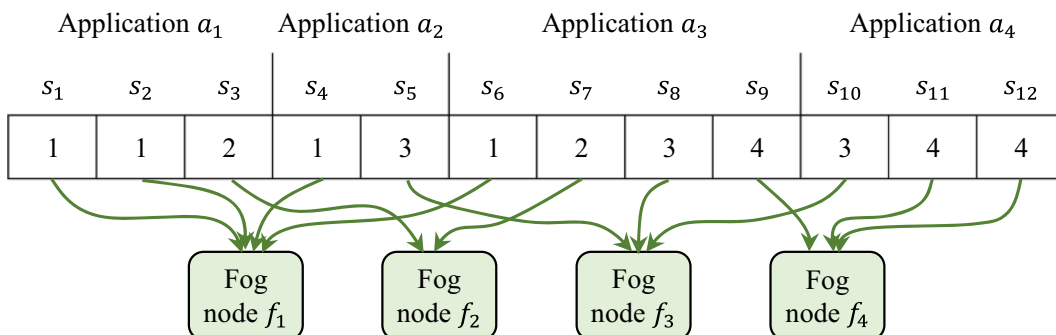 Application a₁ Application a₂ Application a₃ Application a₄
s₁ s₂ s₃ s₄ s₅ s₆ s₇ s₈ s₉ s₁₀ s₁₁ s₁₂
1 1 2 1 3 1 2 3 4 3 4 4
Fog Fog Fog Fog
node f₁ node f₂ node f₃ node f₄